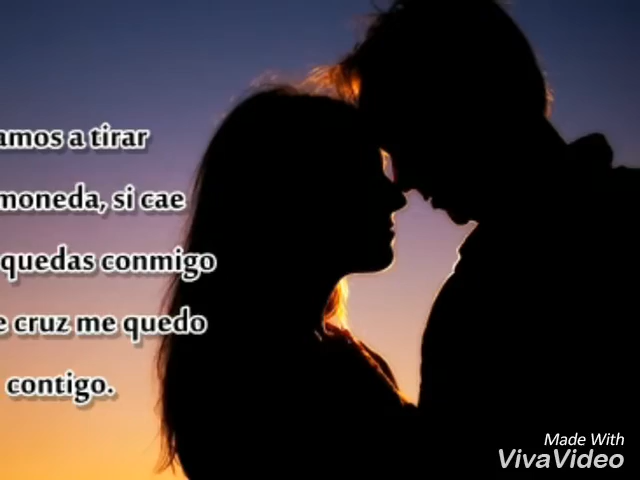 amos a tirar
moneda, si cae
quedas conmigo
e cruz me quedo
contigo.
Made With
VivaVideo